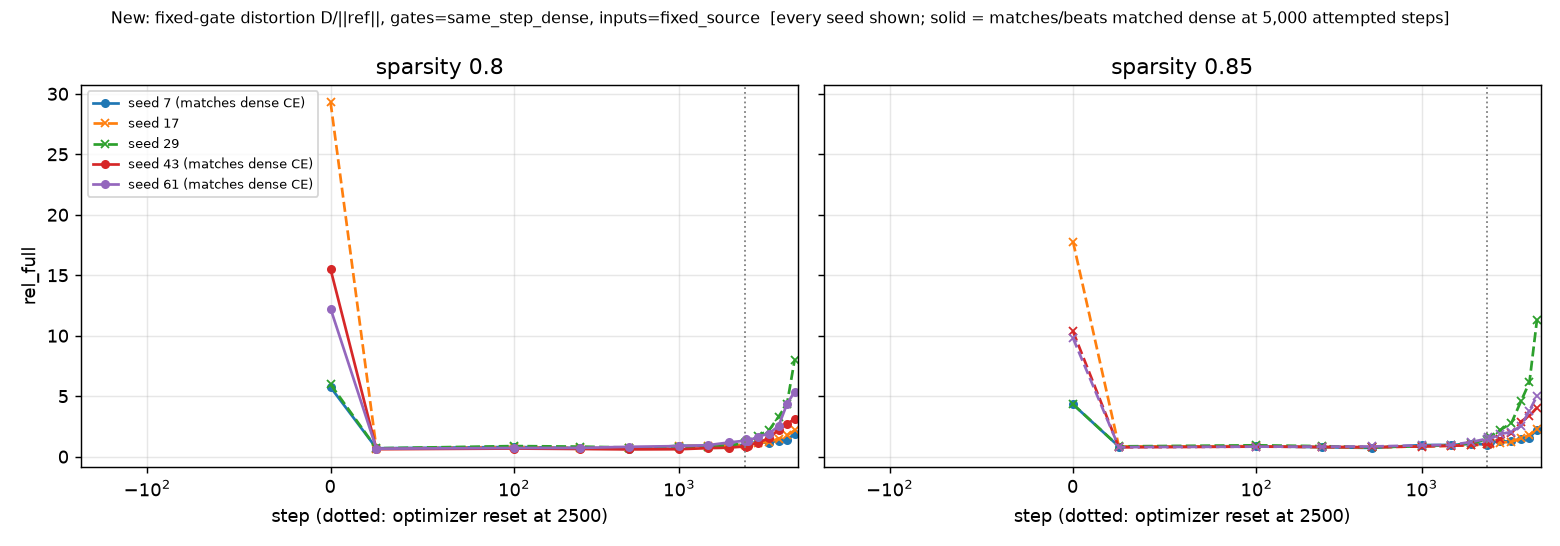 New: fixed-gate distortion D/||ref||, gates=same_step_dense, inputs=fixed_source  [every seed shown; solid = matches/beats matched dense at 5,000 attempted steps]
sparsity 0.8
sparsity 0.85
seed 7 (matches dense CE)
seed 17
seed 29
seed 43 (matches dense CE)
seed 61 (matches dense CE)
rel_full
30
25
20
15
10
5
0
−10²
0
10²
10³
−10²
0
10²
10³
step (dotted: optimizer reset at 2500)
step (dotted: optimizer reset at 2500)